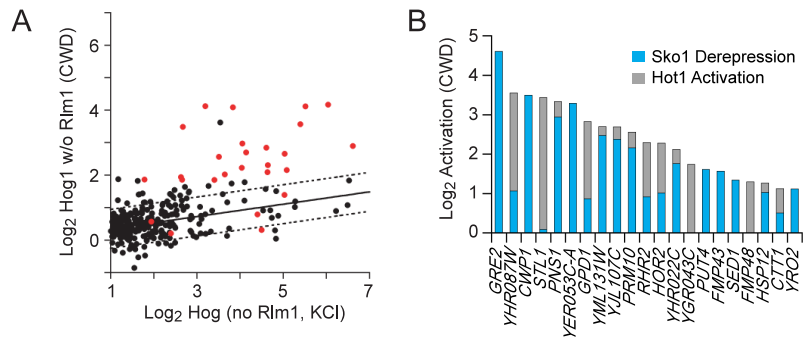 A
Log2 Hog1 w/o Rlm1 (CWD)
6
4
2
0
1
3
5
7
Log2 Hog (no Rlm1, KCl)
B
Log2 Activation (CWD)
5
4
3
2
1
0
Sko1 Derepression
Hot1 Activation
GRE2
YHR087W
CWP1
STL1
PNS1
YER053C-A
GPD1
YML131W
YJL107C
PRM10
RHR2
HOR2
YHR022C
YGR043C
PUT4
FMP43
SED1
FMP48
HSP12
CTT1
YRO2